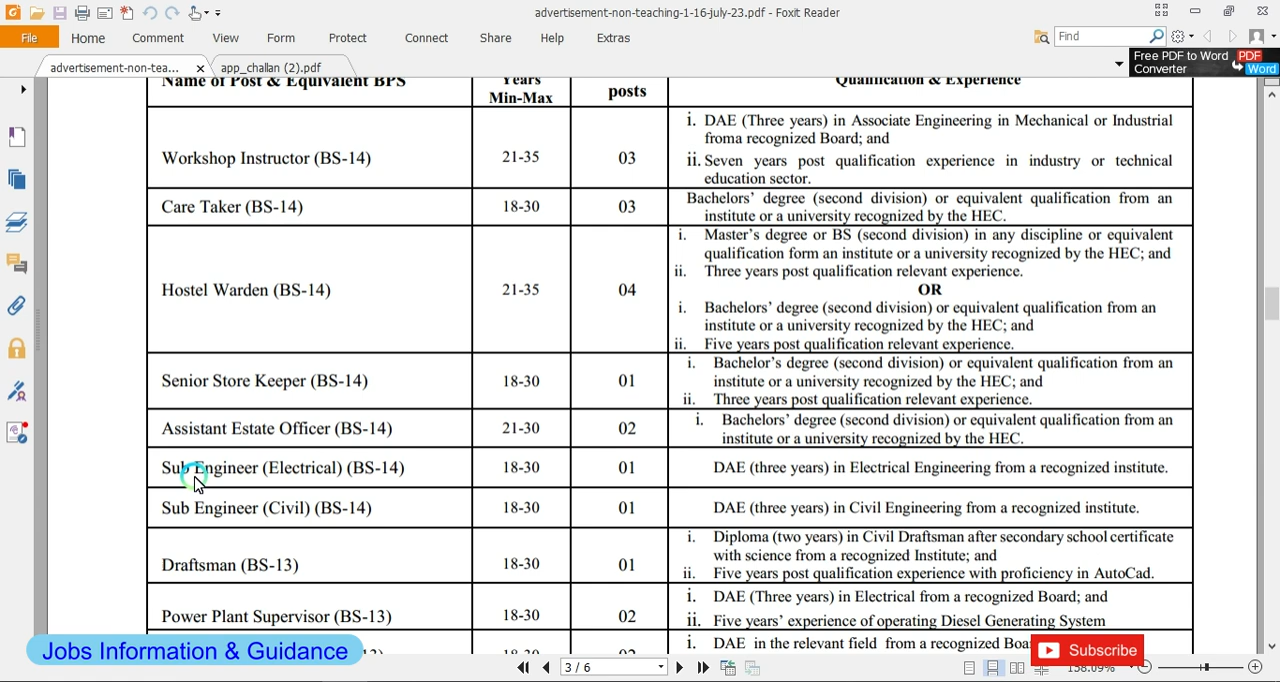 advertisement-non-teaching-1-16-july-23.pdf - Foxit Reader
File Home Comment View Form Protect Connect Share Help Extras Find
advertisement-non-tea... x app_challan (2).pdf
Free PDF to Word Converter PDF Word
Name of Post & Equivalent BPS Years Min-Max posts Qualification & Experience
Workshop Instructor (BS-14) 21-35 03
i. DAE (Three years) in Associate Engineering in Mechanical or Industrial
froma recognized Board; and
ii. Seven years post qualification experience in industry or technical
education sector.
Care Taker (BS-14) 18-30 03
Bachelors' degree (second division) or equivalent qualification from an
institute or a university recognized by the HEC.
Hostel Warden (BS-14) 21-35 04
i. Master's degree or BS (second division) in any discipline or equivalent
qualification form an institute or a university recognized by the HEC; and
ii. Three years post qualification relevant experience.
OR
i. Bachelors' degree (second division) or equivalent qualification from an
institute or a university recognized by the HEC; and
ii. Five years post qualification relevant experience.
Senior Store Keeper (BS-14) 18-30 01
i. Bachelor's degree (second division) or equivalent qualification from an
institute or a university recognized by the HEC; and
ii. Three years post qualification relevant experience.
Assistant Estate Officer (BS-14) 21-30 02
i. Bachelors' degree (second division) or equivalent qualification from an
institute or a university recognized by the HEC.
Sub Engineer (Electrical) (BS-14) 18-30 01 DAE (three years) in Electrical Engineering from a recognized institute.
Sub Engineer (Civil) (BS-14) 18-30 01 DAE (three years) in Civil Engineering from a recognized institute.
Draftsman (BS-13) 18-30 01
i. Diploma (two years) in Civil Draftsman after secondary school certificate
with science from a recognized Institute; and
ii. Five years post qualification experience with proficiency in AutoCad.
Power Plant Supervisor (BS-13) 18-30 02
i. DAE (Three years) in Electrical from a recognized Board; and
ii. Five years' experience of operating Diesel Generating System
i. DAE in the relevant field from a recognized
Jobs Information & Guidance
Subscribe
3 / 6 158.09%